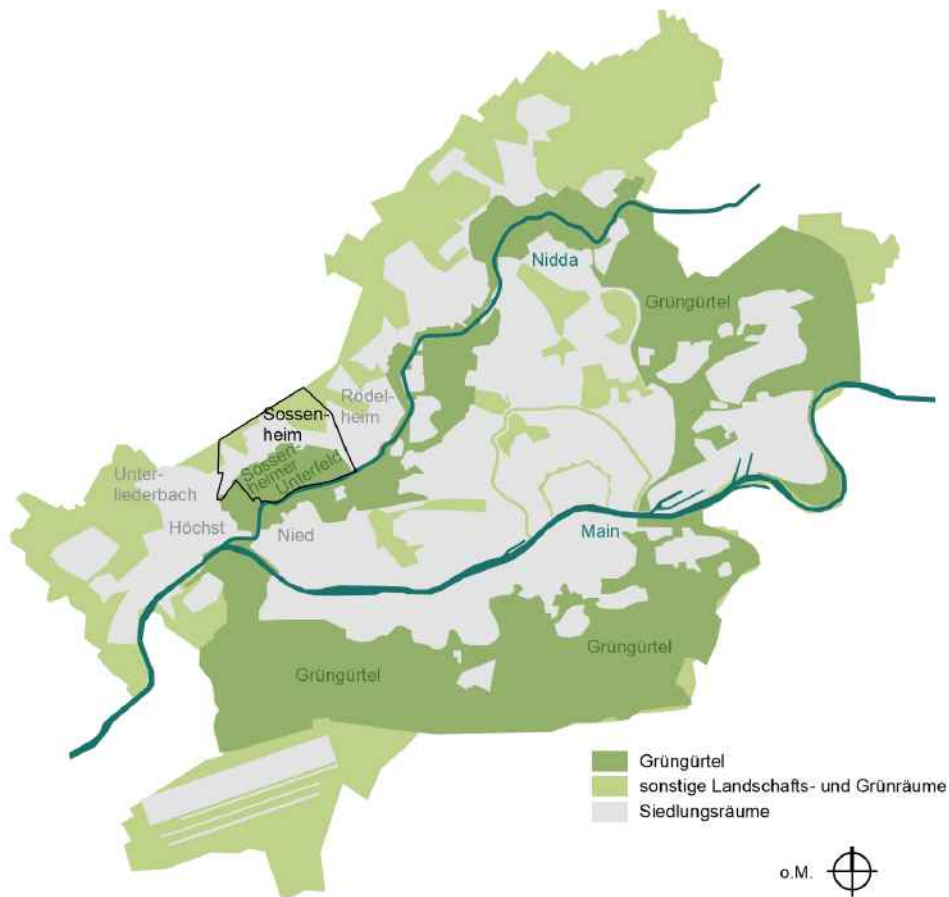 Nidda
Grüngürtel
Rödel-
heim
Sossen-
heim
Sossen-
heimer
Unterfeld
Unter-
liederbach
Höchst
Nied
Main
Grüngürtel
Grüngürtel
Grüngürtel
sonstige Landschafts- und Grünräume
Siedlungsräume
o.M.